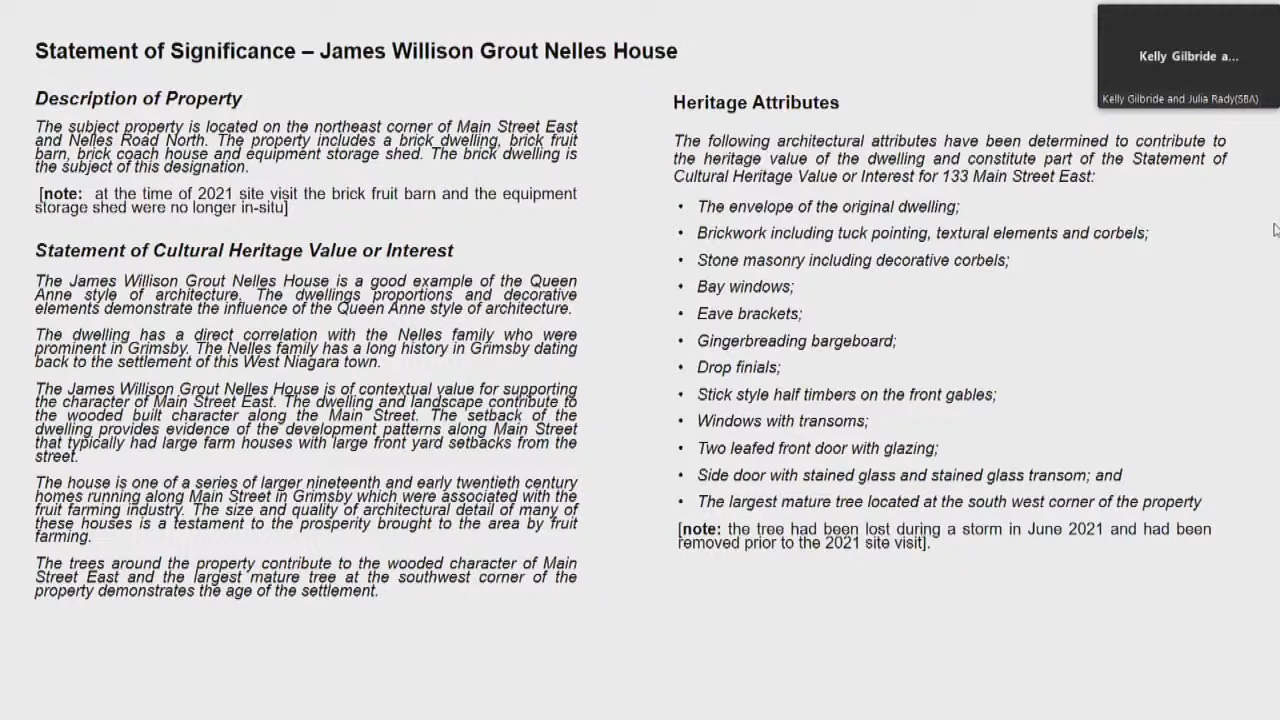 Statement of Significance – James Willison Grout Nelles House
Description of Property
The subject property is located on the northeast corner of Main Street East
and Nelles Road North. The property includes a brick dwelling, brick fruit
barn, brick coach house and equipment storage shed. The brick dwelling is
the subject of this designation.
[note: at the time of 2021 site visit the brick fruit barn and the equipment
storage shed were no longer in-situ]
Statement of Cultural Heritage Value or Interest
The James Willison Grout Nelles House is a good example of the Queen
Anne style of architecture. The dwellings proportions and decorative
elements demonstrate the influence of the Queen Anne style of architecture.
The dwelling has a direct correlation with the Nelles family who were
prominent in Grimsby. The Nelles family has a long history in Grimsby dating
back to the settlement of this West Niagara town.
The James Willison Grout Nelles House is of contextual value for supporting
the character of Main Street East. The dwelling and landscape contribute to
the wooded built character along the Main Street. The setback of the
dwelling provides evidence of the development patterns along Main Street
that typically had large farm houses with large front yard setbacks from the
street.
The house is one of a series of larger nineteenth and early twentieth century
homes running along Main Street in Grimsby which were associated with the
fruit farming industry. The size and quality of architectural detail of many of
these houses is a testament to the prosperity brought to the area by fruit
farming.
The trees around the property contribute to the wooded character of Main
Street East and the largest mature tree at the southwest corner of the
property demonstrates the age of the settlement.
Heritage Attributes
The following architectural attributes have been determined to contribute to
the heritage value of the dwelling and constitute part of the Statement of
Cultural Heritage Value or Interest for 133 Main Street East:
• The envelope of the original dwelling;
• Brickwork including tuck pointing, textural elements and corbels;
• Stone masonry including decorative corbels;
• Bay windows;
• Eave brackets;
• Gingerbreading bargeboard;
• Drop finials;
• Stick style half timbers on the front gables;
• Windows with transoms;
• Two leafed front door with glazing;
• Side door with stained glass and stained glass transom; and
• The largest mature tree located at the south west corner of the property
[note: the tree had been lost during a storm in June 2021 and had been
removed prior to the 2021 site visit].
Kelly Gilbride a...
Kelly Gilbride and Julia Rady(SBA)